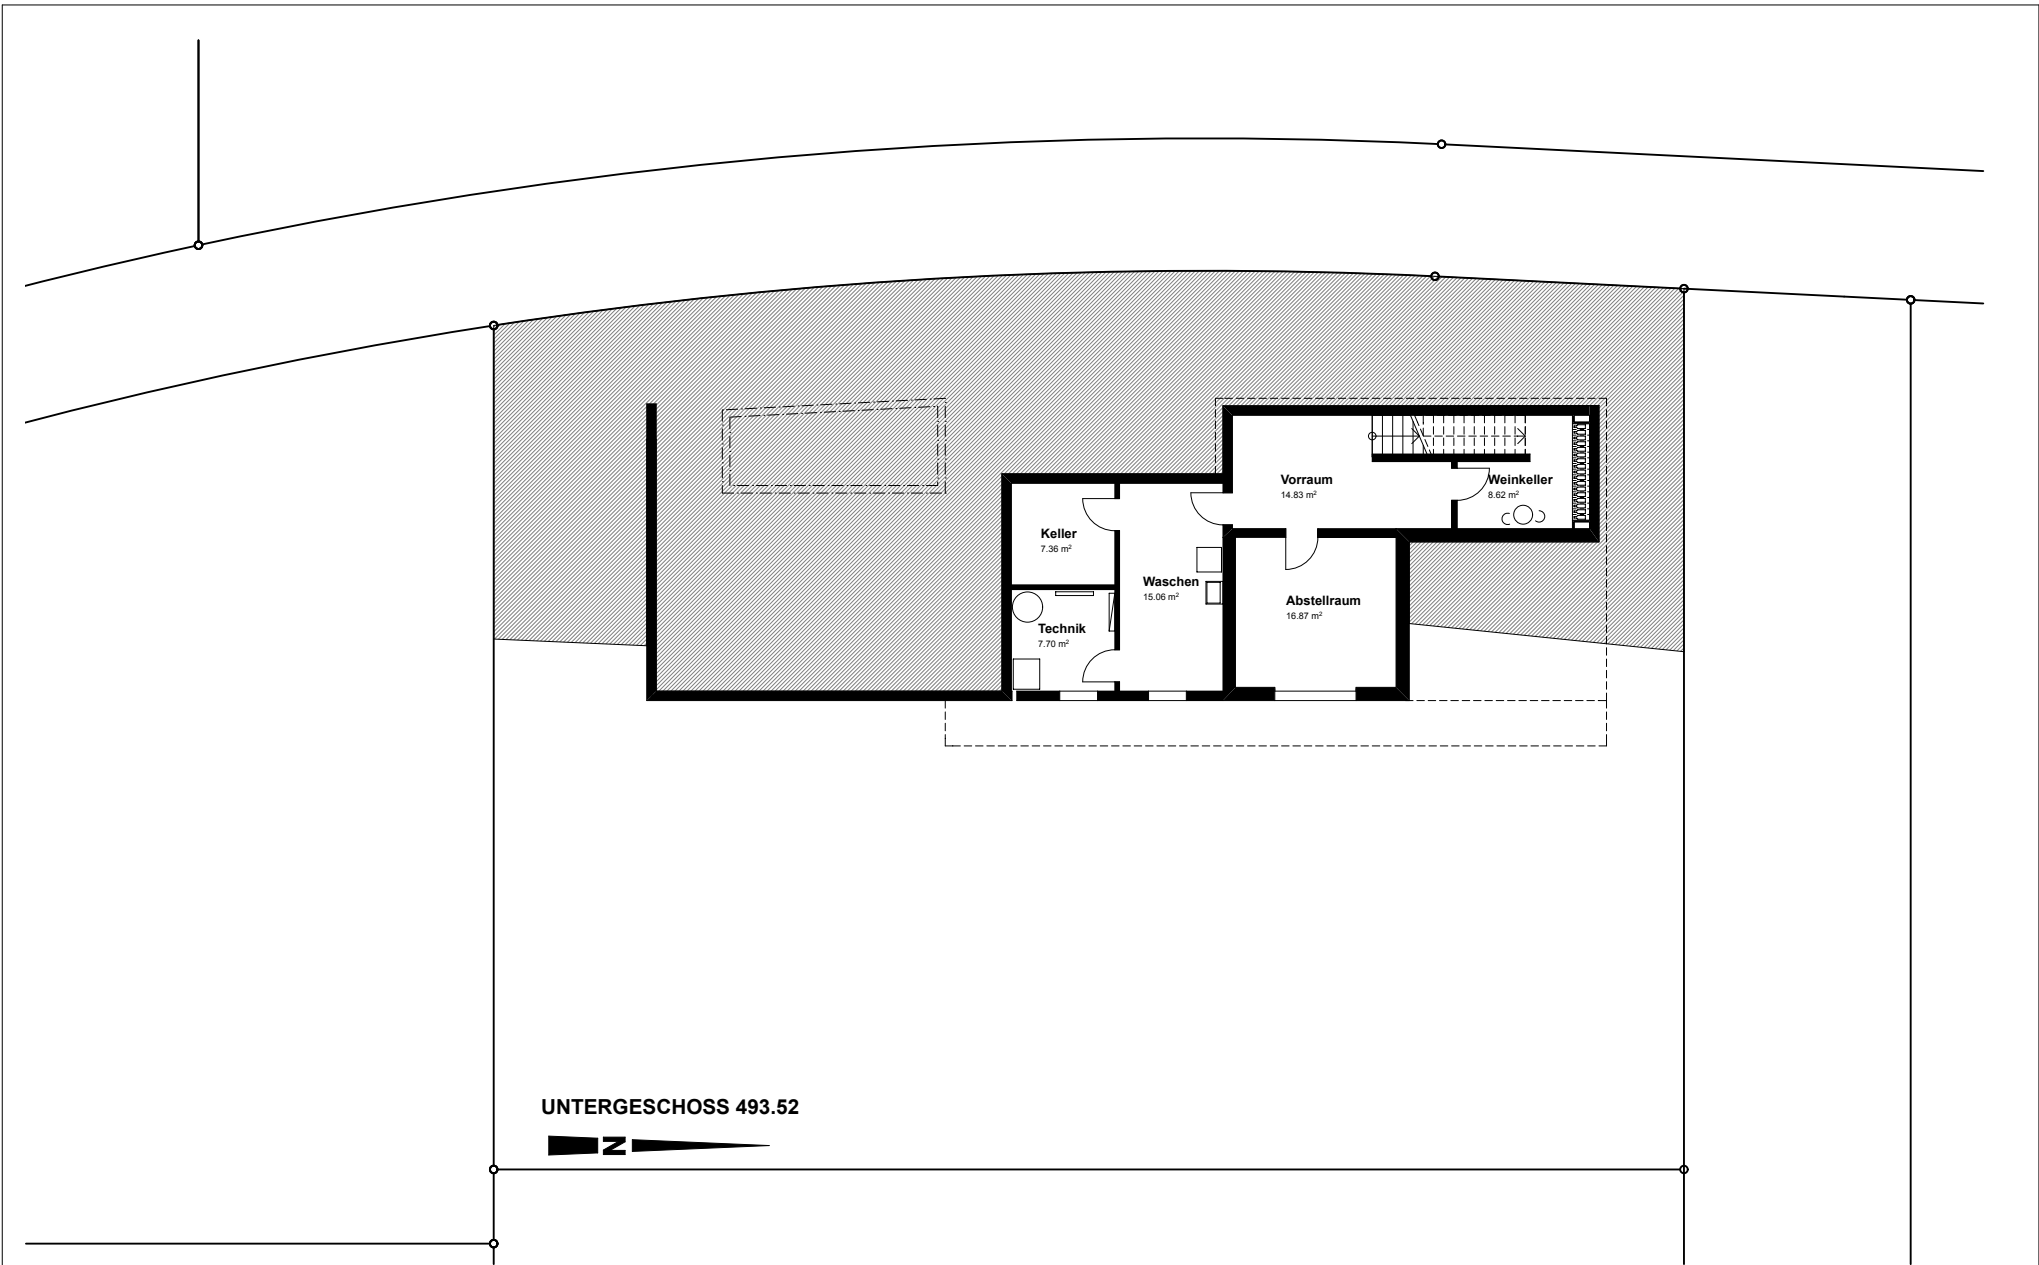 Vorraum
14.83 m²
Weinkeller
8.62 m²
Keller
7.36 m²
Waschen
15.06 m²
Abstellraum
16.87 m²
Technik
7.70 m²
UNTERGESCHOSS 493.52
N